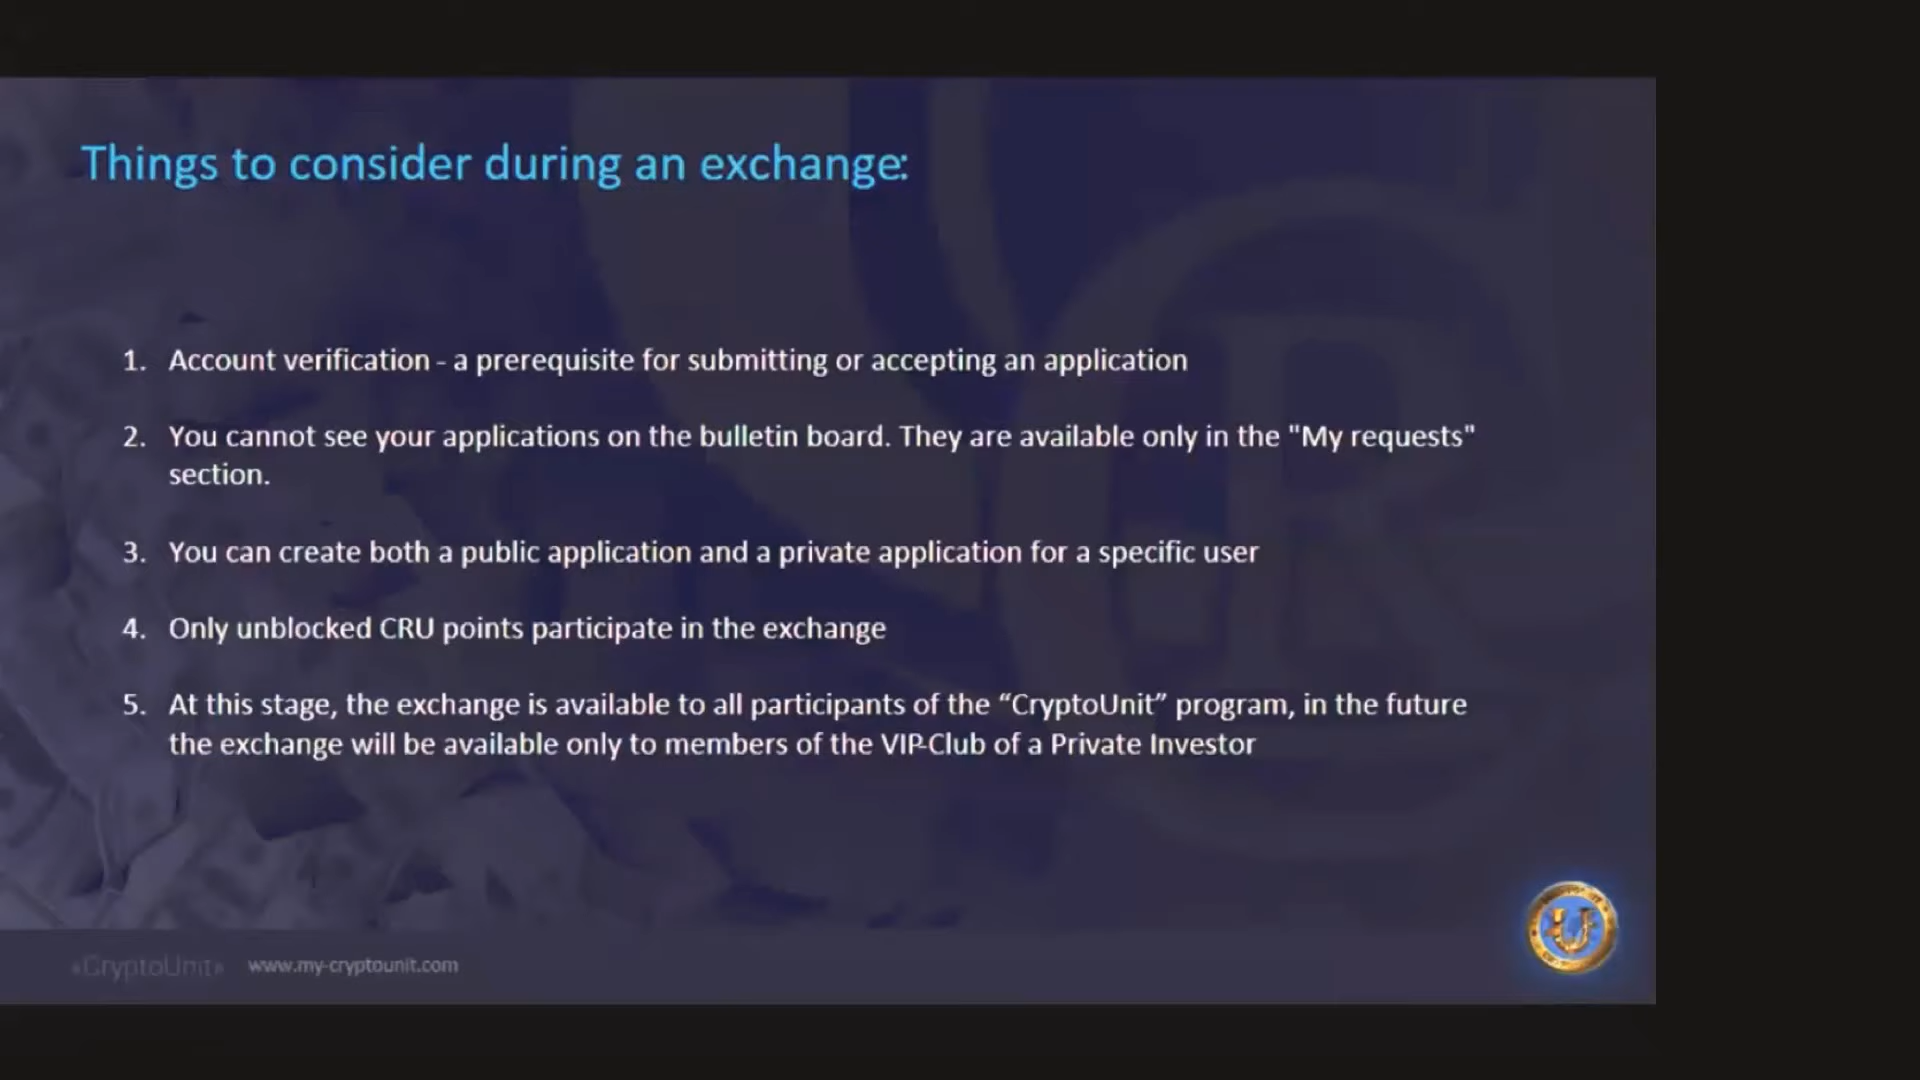 Things to consider during an exchange:
1. Account verification - a prerequisite for submitting or accepting an application
2. You cannot see your applications on the bulletin board. They are available only in the "My requests"
section.
3. You can create both a public application and a private application for a specific user
4. Only unblocked CRU points participate in the exchange
5. At this stage, the exchange is available to all participants of the “CryptoUnit” program, in the future
the exchange will be available only to members of the VIP-Club of a Private Investor
«CryptoUnit» www.my-cryptounit.com